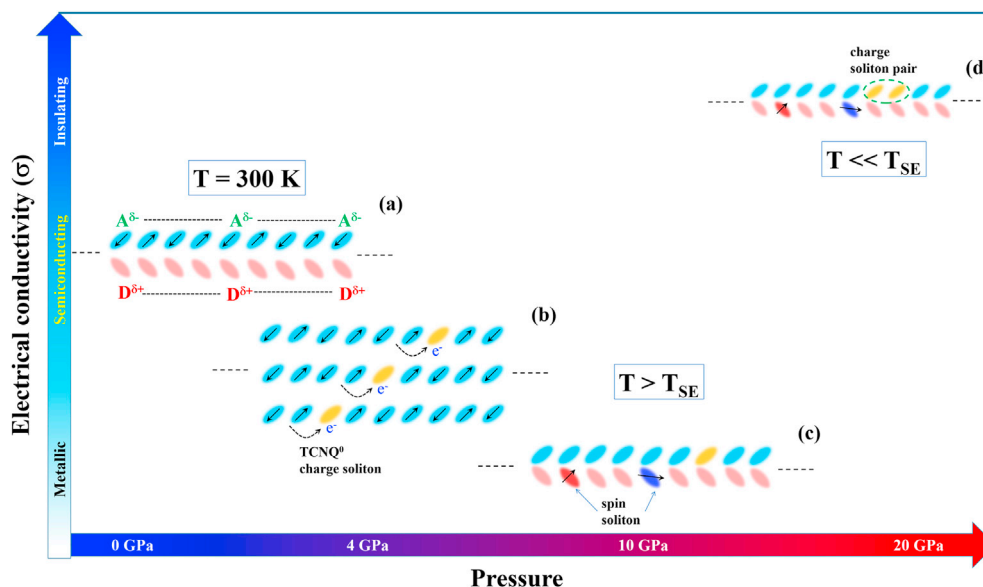 charge
soliton pair
(d)
T << T_SE
T = 300 K
(a)
A^δ- A^δ- A^δ-
D^δ+ D^δ+ D^δ+
(b)
e-
e-
e-
TCNQ⁰
charge soliton
T > T_SE
(c)
spin
soliton
Electrical conductivity (σ)
Insulating
Semiconducting
Metallic
0 GPa 4 GPa 10 GPa 20 GPa
Pressure